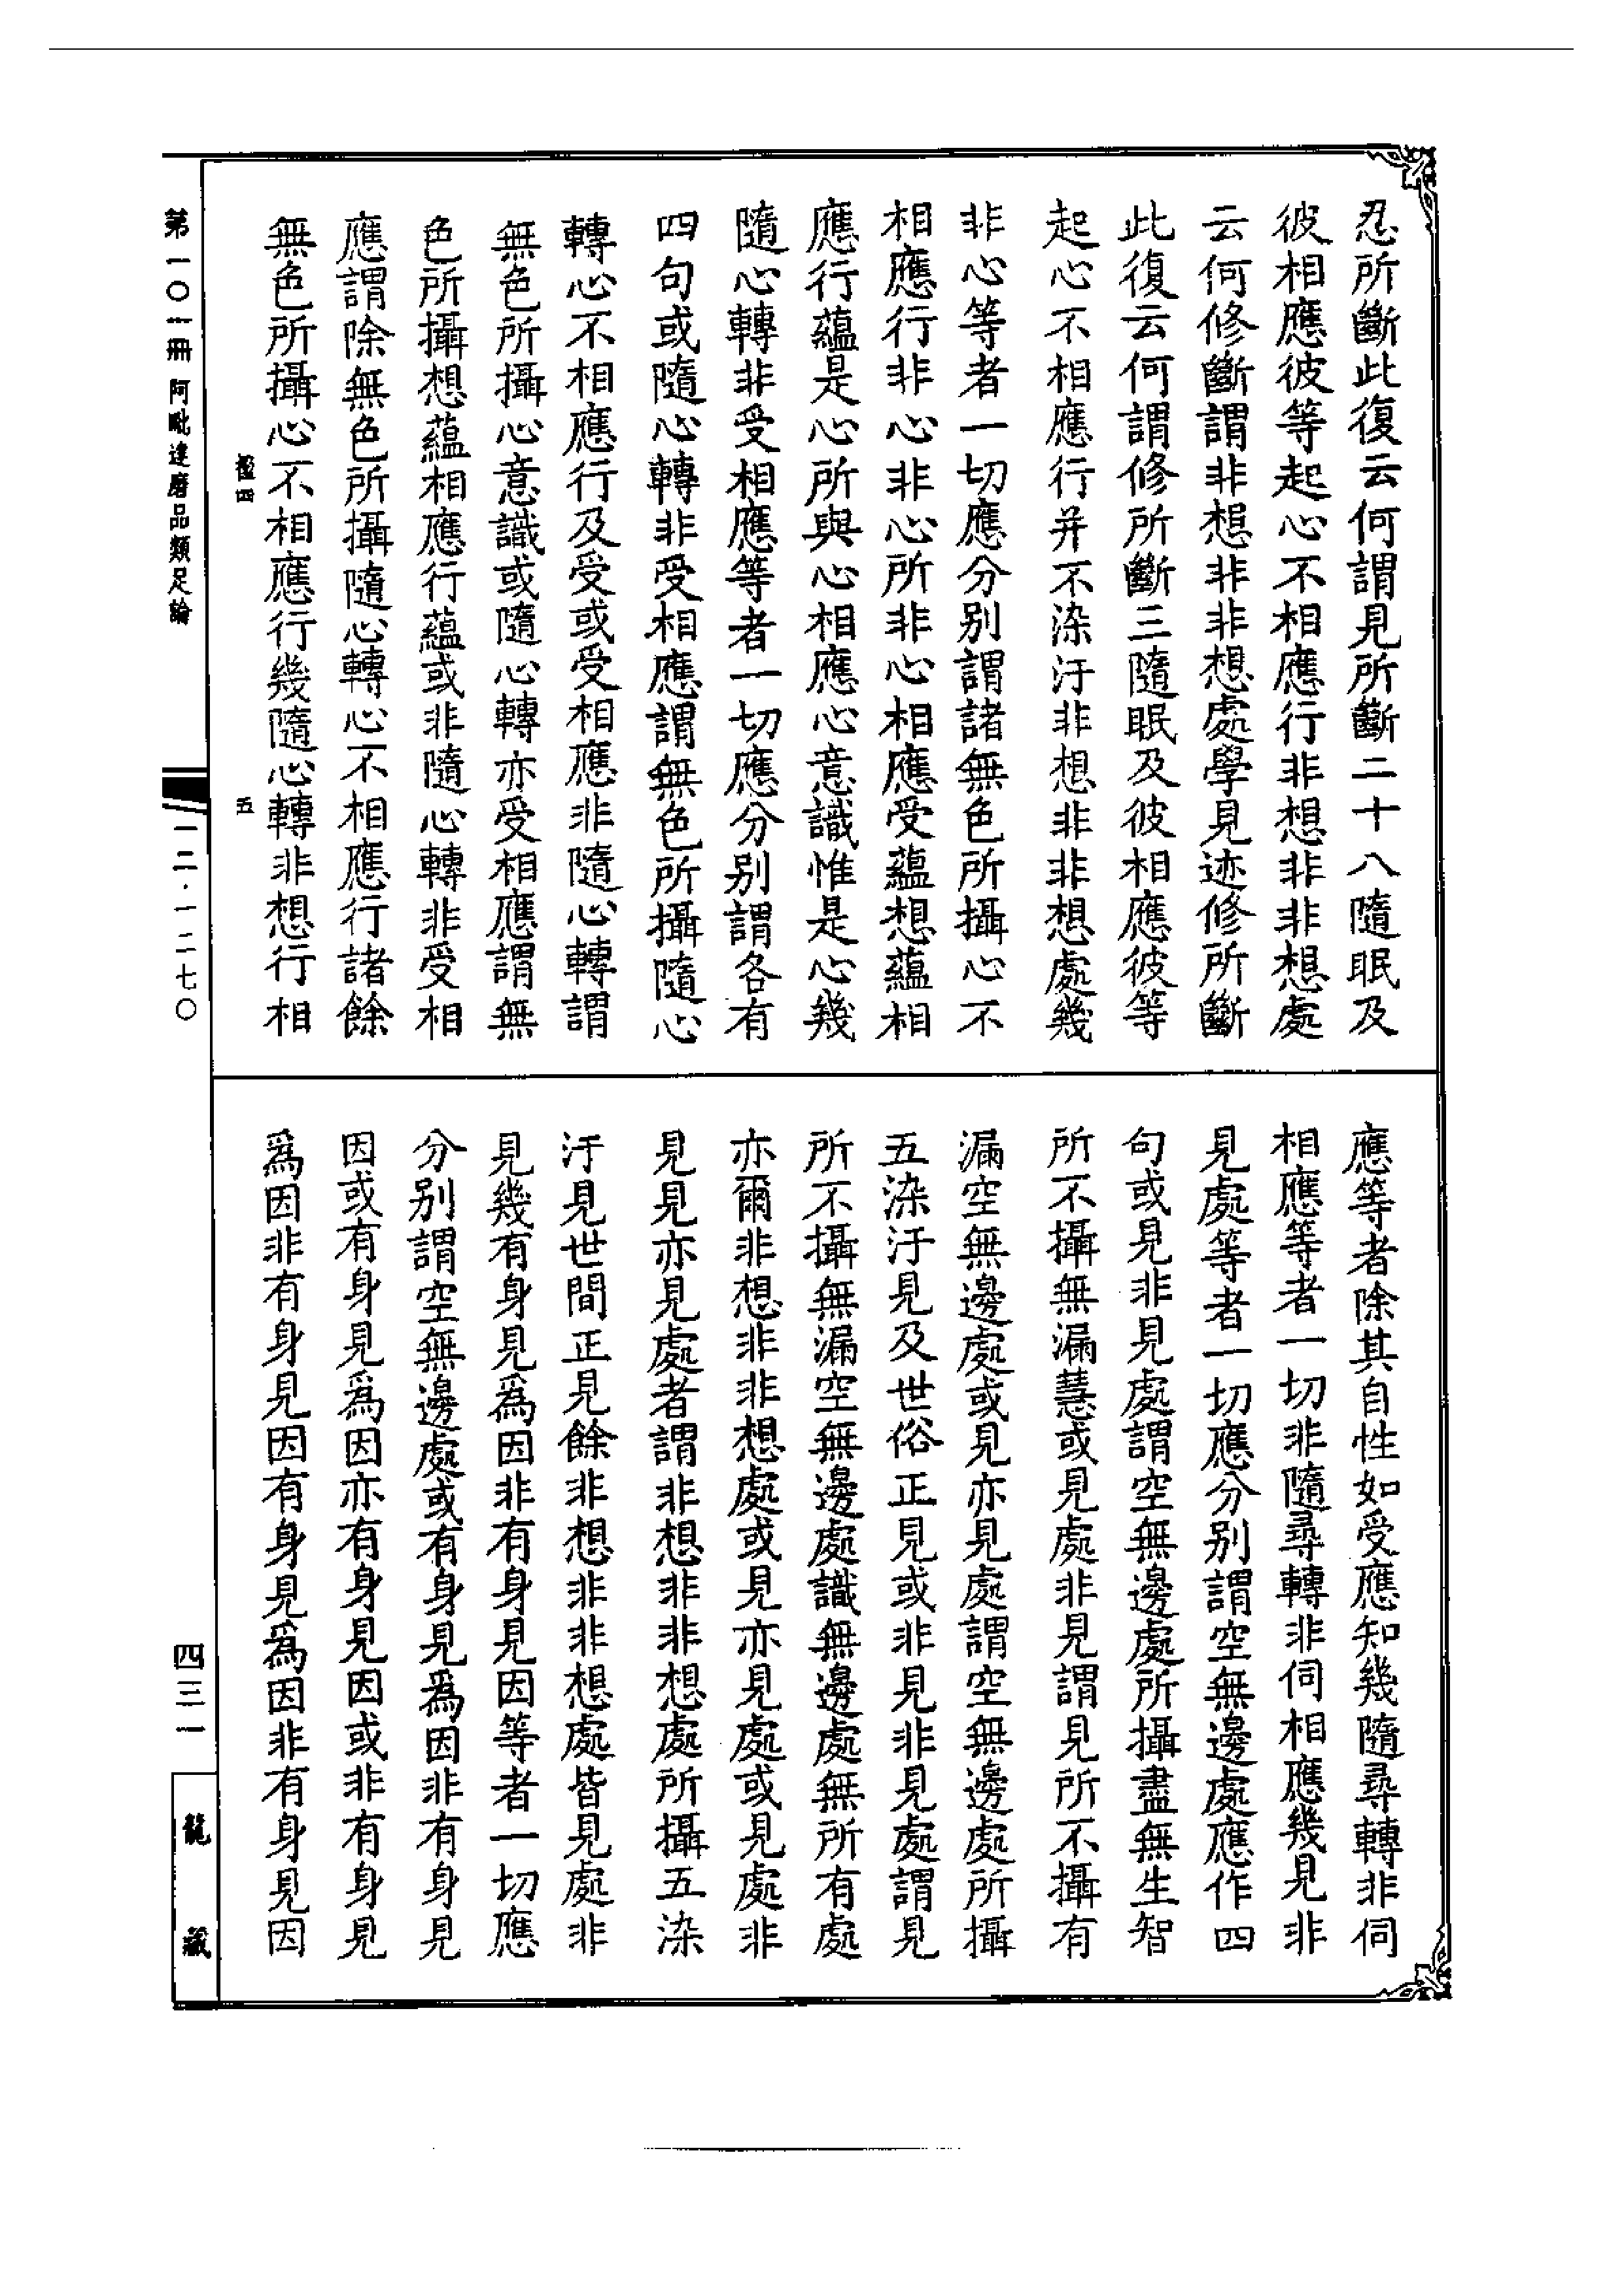 忍所斷此復云何謂見所斷二十八隨眠及
彼相應彼等起心不相應行非想非非想處
云何修斷謂非想非非想處學見迹修所斷
此復云何謂修所斷三隨眠及彼相應彼等
起心不相應行并不染汙非想非非想處幾
非心等者一切應分別謂諸無色所攝心不
相應行非心非心所非心相應受蘊想蘊相
應行蘊是心所與心相應心意識惟是心幾
隨心轉非受相應等者一切應分別謂各有
四句或隨心轉非受相應謂無色所攝隨心
轉心不相應行及受或受相應非隨心轉謂
無色所攝心意識或隨心轉亦受相應謂無
色所攝想蘊相應行蘊或非隨心轉非受相
應謂除無色所攝隨心轉心不相應行諸餘
無色所攝心不相應行幾隨心轉非想行相
應等者除其自性如受應知幾隨尋轉非伺
相應等者一切非隨尋轉非伺相應幾見非
見處等者一切應分別謂空無邊處應作四
句或見非見處謂空無邊處所攝盡無生智
所不攝無漏慧或見處非見謂見所不攝有
漏空無邊處或見亦見處謂空無邊處所攝
五染汙見及世俗正見或非見非見處謂見
所不攝無漏空無邊處識無邊處無所有處
亦爾非想非非想處或見亦見處或見處非
見見亦見處者謂非想非非想處所攝五染
汙見世間正見餘非想非非想處皆見處非
見幾有身見為因非有身見因等者一切應
分別謂空無邊處或有身見為因非有身見
因或有身見為因亦有身見因或非有身見
為因非有身見因有身見為因非有身見因
第一〇一冊 阿毗達磨品類足論
五
一二·一二七〇
四三一
龍藏